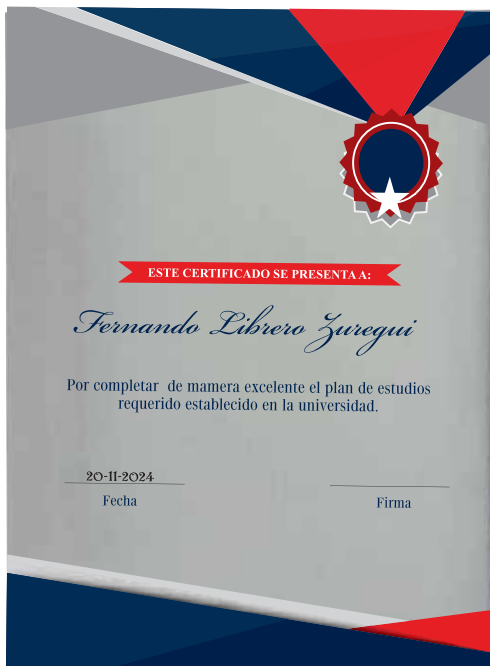 ESTE CERTIFICADO SE PRESENTA A:
Fernando Librero Zuregui
Por completar de mamera excelente el plan de estudios
requerido establecido en la universidad.
20-11-2024
Fecha
Firma